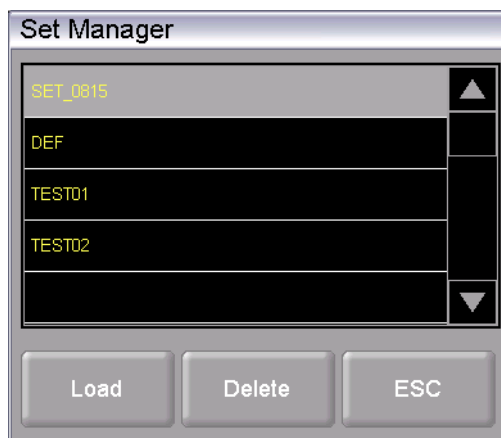 Set Manager
SET_0815
DEF
TEST01
TEST02
Load Delete ESC